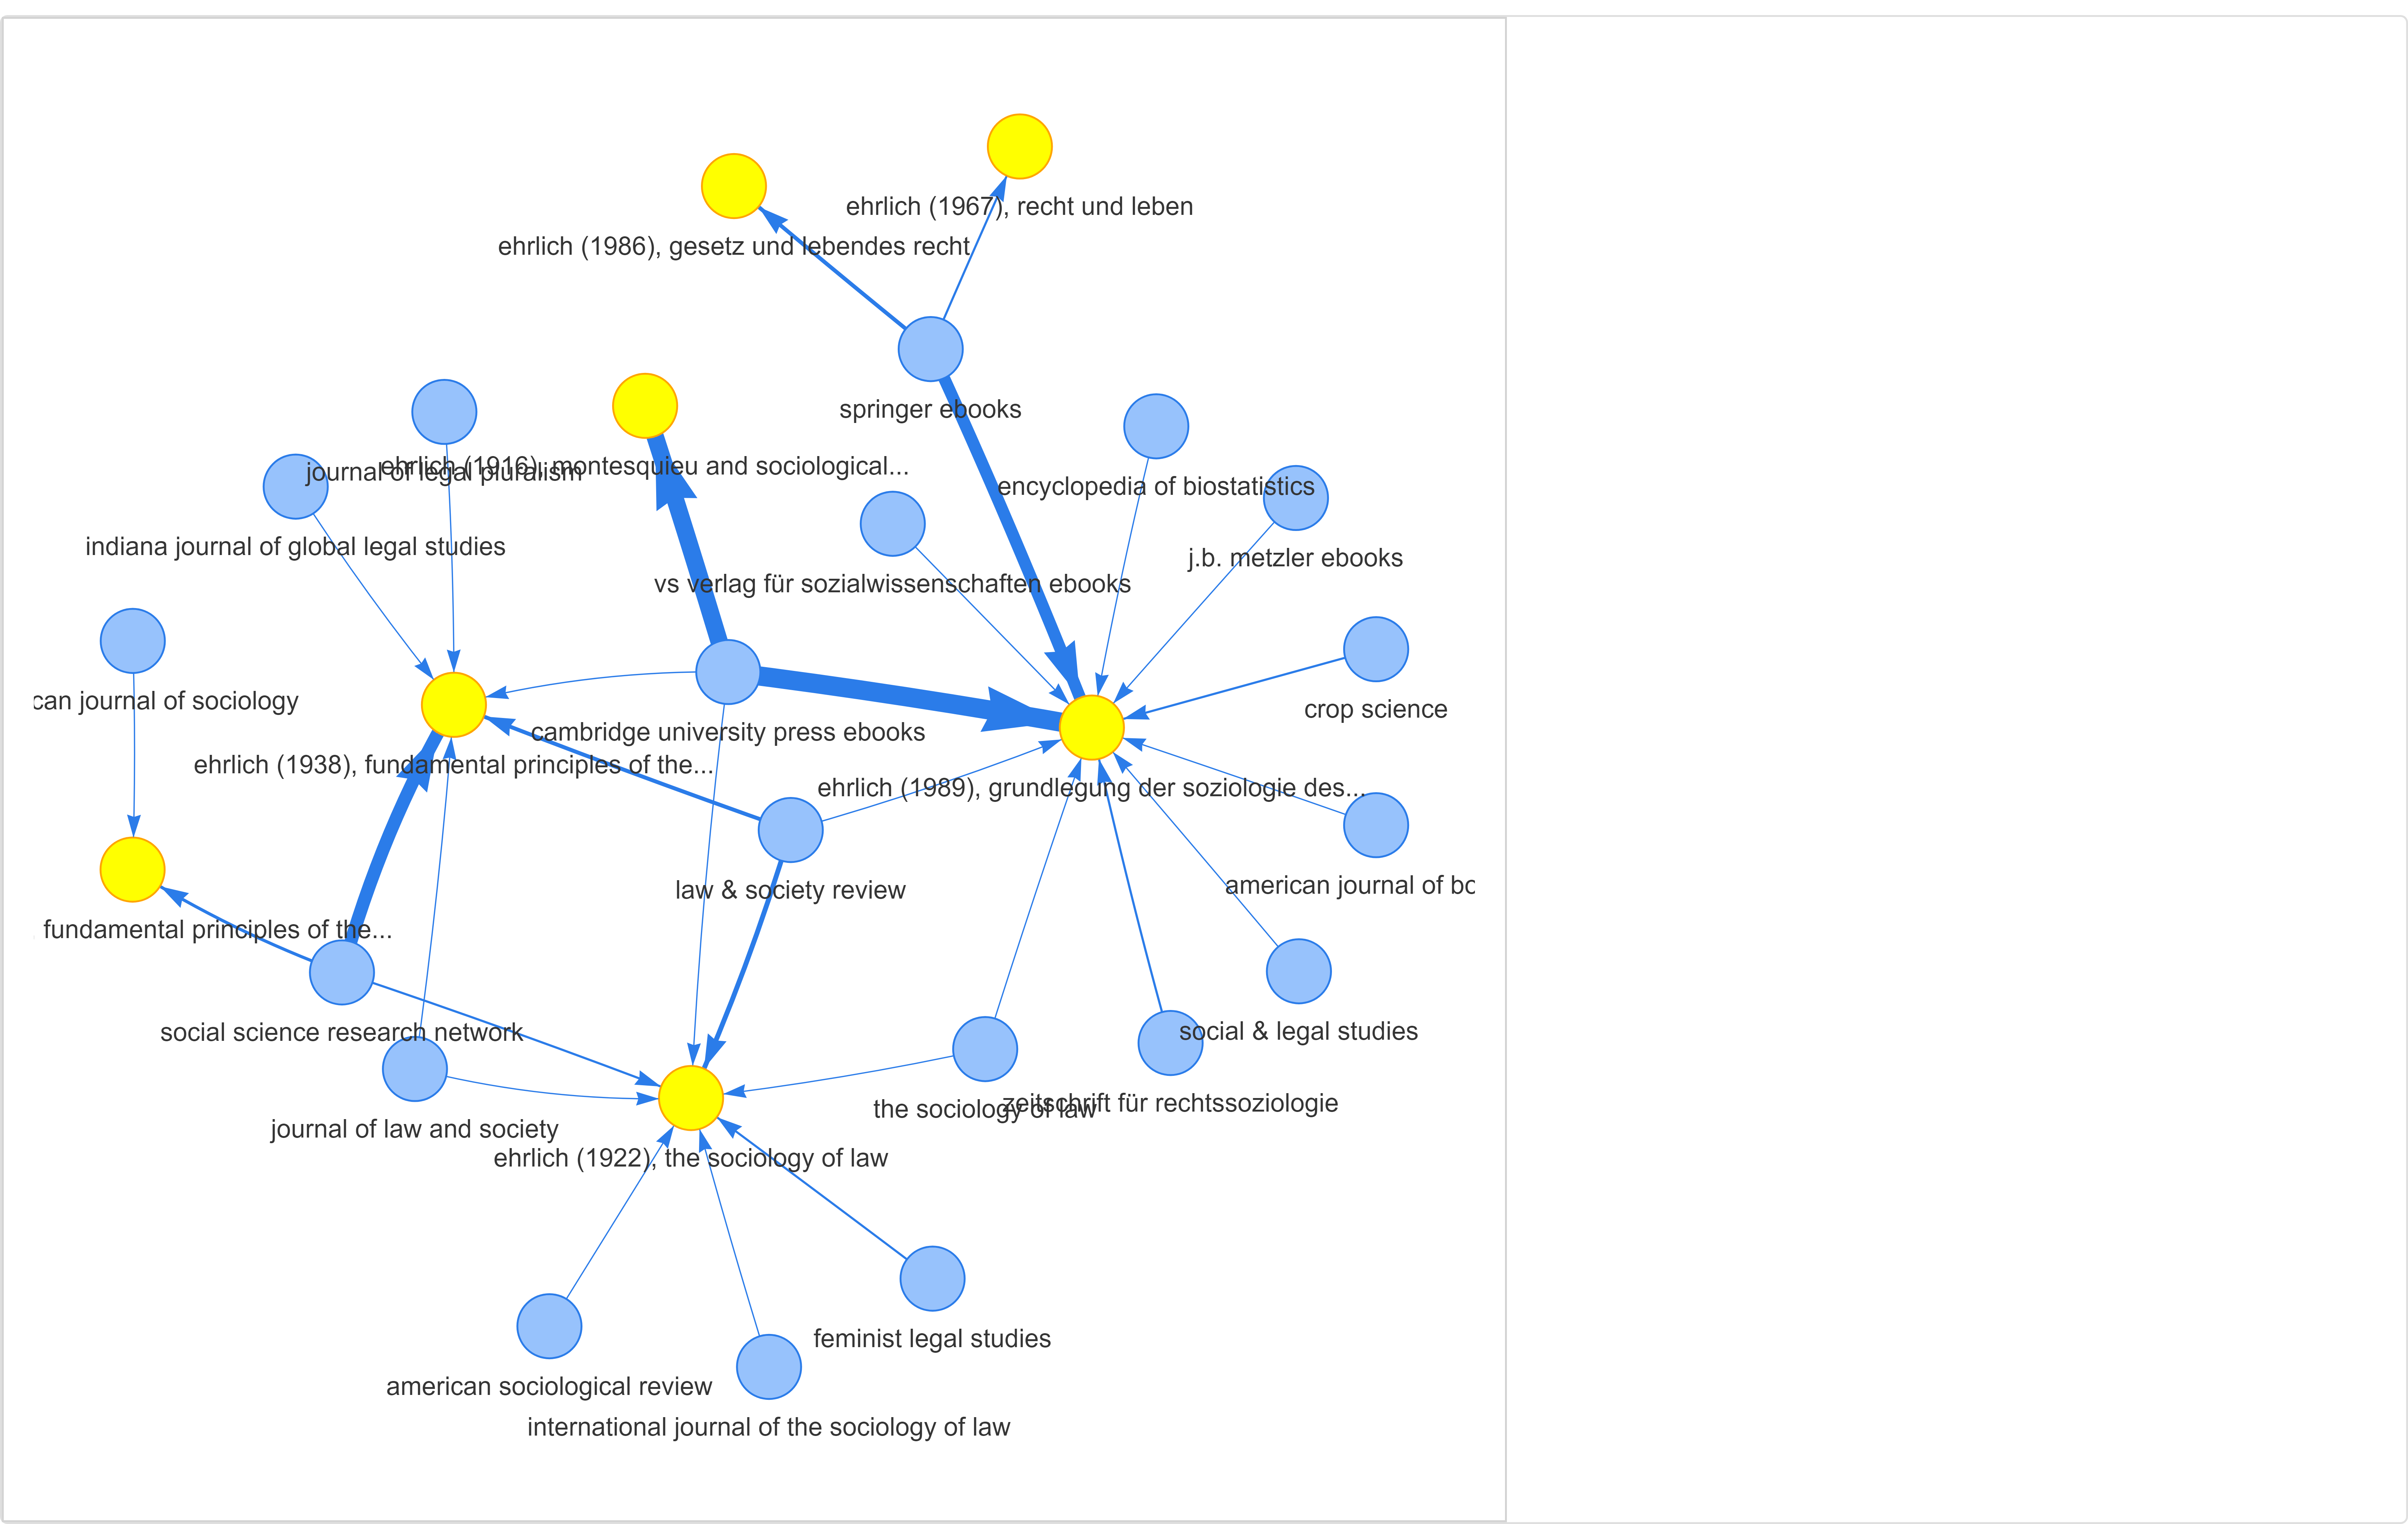 ehrlich (1967), recht und leben
ehrlich (1986), gesetz und lebendes recht
springer ebooks
ehrlich (1916), montesquieu and sociological...
journal of legal pluralism
encyclopedia of biostatistics
indiana journal of global legal studies
j.b. metzler ebooks
vs verlag für sozialwissenschaften ebooks
can journal of sociology
crop science
cambridge university press ebooks
ehrlich (1938), fundamental principles of the...
ehrlich (1989), grundlegung der soziologie des...
law & society review
american journal of bo
fundamental principles of the...
social science research network
social & legal studies
the sociology of law
zeitschrift für rechtssoziologie
journal of law and society
ehrlich (1922), the sociology of law
feminist legal studies
american sociological review
international journal of the sociology of law